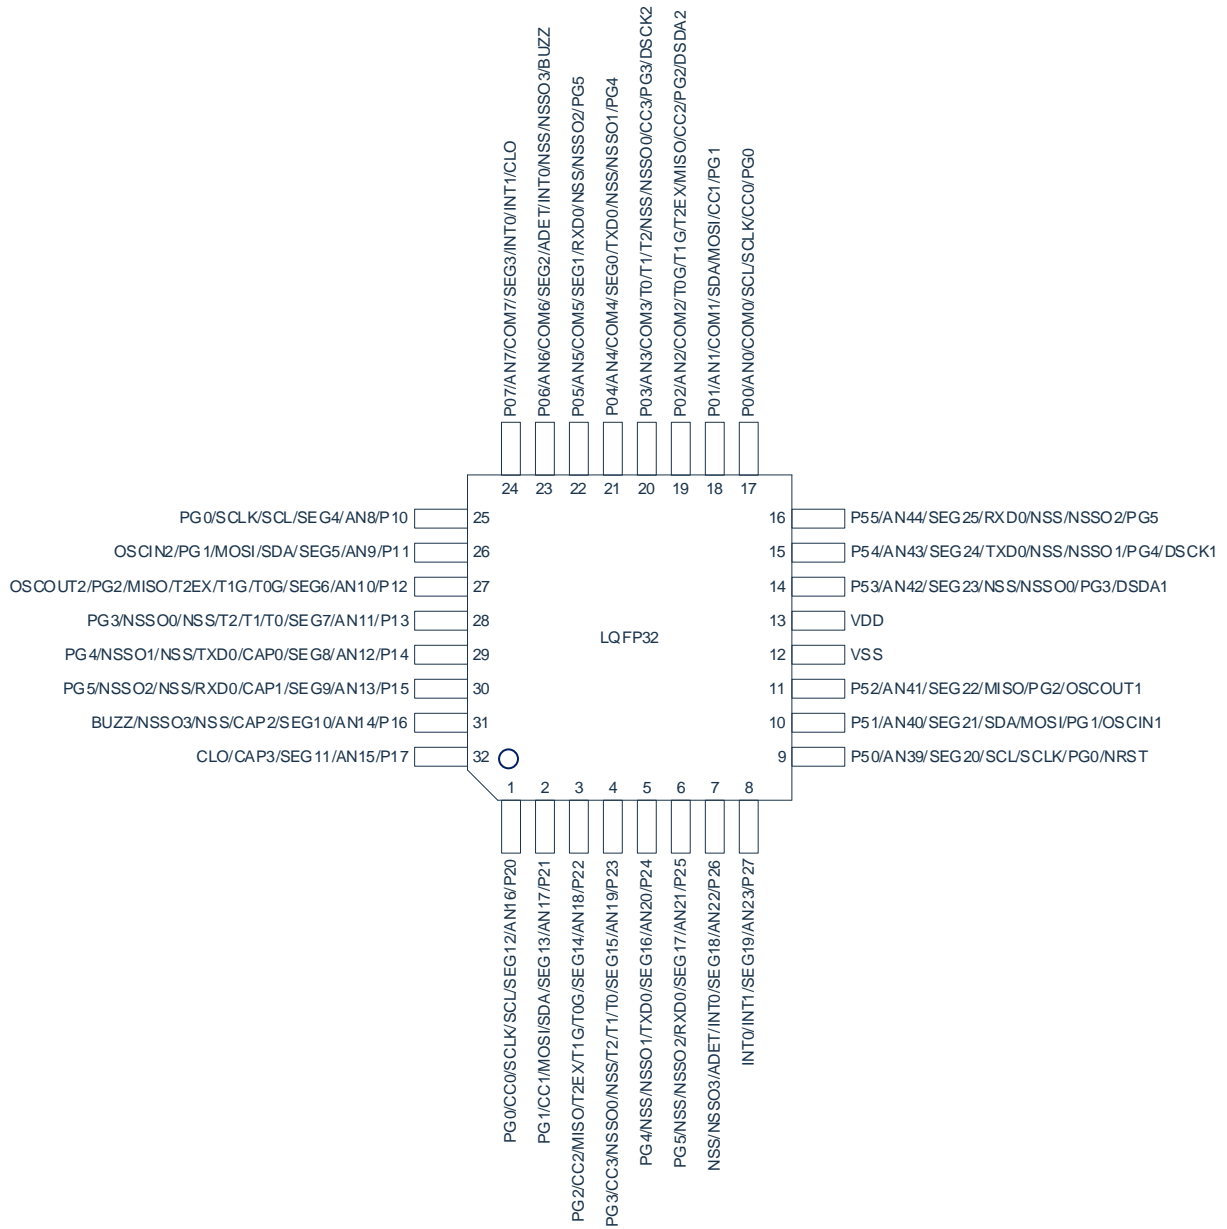 P07/AN7/COM7/SEG3/INT0/INT1/CLO
P06/AN6/COM6/SEG2/ADET/INT0/NSS/NSSO3/BUZZ
P05/AN5/COM5/SEG1/RXD0/NSS/NSSO2/PG5
P04/AN4/COM4/SEG0/TXD0/NSS/NSSO1/PG4
P03/AN3/COM3/T0/T1/T2/NSS/NSSO0/CC3/PG3/DSCK2
P02/AN2/COM2/T0G/T1G/T2EX/MISO/CC2/PG2/DSDA2
P01/AN1/COM1/SDA/MOSI/CC1/PG1
P00/AN0/COM0/SCL/SCLK/CC0/PG0
24 23 22 21 20 19 18 17
PG0/SCLK/SCL/SEG4/AN8/P10 25
16 P55/AN44/SEG25/RXD0/NSS/NSSO2/PG5
OSCIN2/PG1/MOSI/SDA/SEG5/AN9/P11 26
15 P54/AN43/SEG24/TXD0/NSS/NSSO1/PG4/DSCK1
OSCOUT2/PG2/MISO/T2EX/T1G/T0G/SEG6/AN10/P12 27
14 P53/AN42/SEG23/NSS/NSSO0/PG3/DSDA1
PG3/NSSO0/NSS/T2/T1/T0/SEG7/AN11/P13 28
13 VDD
LQFP32
PG4/NSSO1/NSS/TXD0/CAP0/SEG8/AN12/P14 29
12 VSS
PG5/NSSO2/NSS/RXD0/CAP1/SEG9/AN13/P15 30
11 P52/AN41/SEG22/MISO/PG2/OSCOUT1
BUZZ/NSSO3/NSS/CAP2/SEG10/AN14/P16 31
10 P51/AN40/SEG21/SDA/MOSI/PG1/OSCIN1
CLO/CAP3/SEG11/AN15/P17 32
9 P50/AN39/SEG20/SCL/SCLK/PG0/NRST
1 2 3 4 5 6 7 8
PG0/CC0/SCLK/SCL/SEG12/AN16/P20
PG1/CC1/MOSI/SDA/SEG13/AN17/P21
PG2/CC2/MISO/T2EX/T1G/T0G/SEG14/AN18/P22
PG3/CC3/NSSO0/NSS/T2/T1/T0/SEG15/AN19/P23
PG4/NSS/NSSO1/TXD0/SEG16/AN20/P24
PG5/NSS/NSSO2/RXD0/SEG17/AN21/P25
NSS/NSSO3/ADET/INT0/SEG18/AN22/P26
INT0/INT1/SEG19/AN23/P27